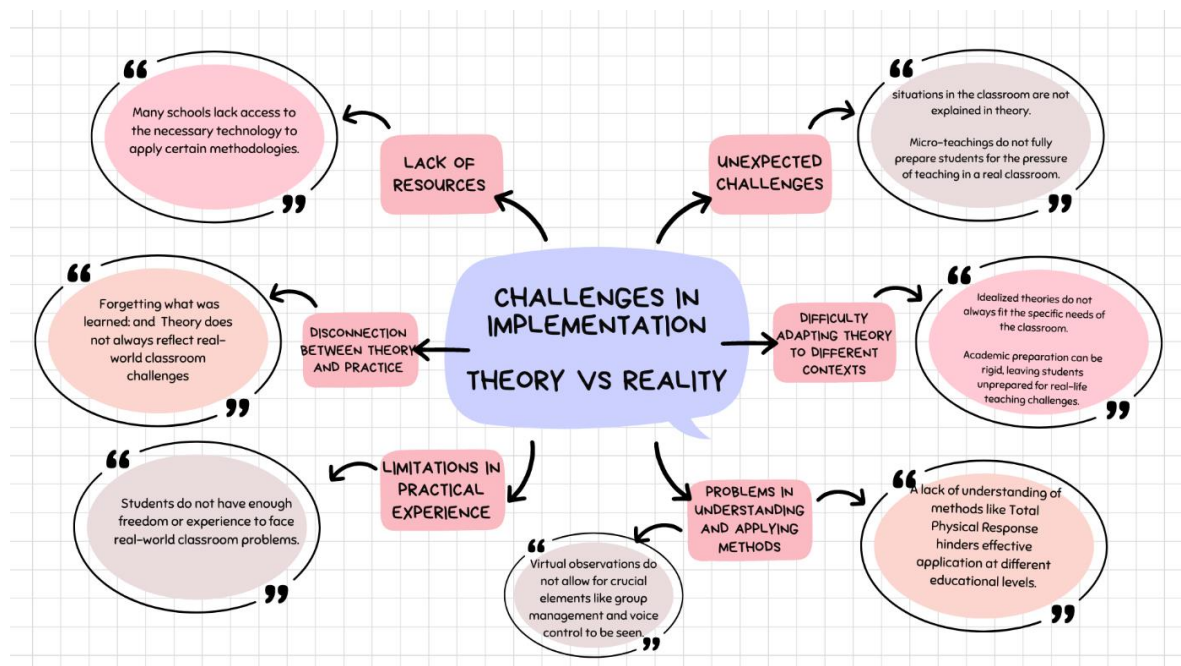 CHALLENGES IN
IMPLEMENTATION
THEORY VS REALITY
LACK OF
RESOURCES
“
Many schools lack access to
the necessary technology to
apply certain methodologies.
”
UNEXPECTED
CHALLENGES
“
situations in the classroom are not
explained in theory.
Micro-teachings do not fully
prepare students for the pressure
of teaching in a real classroom.
”
DISCONNECTION
BETWEEN THEORY
AND PRACTICE
“
Forgetting what was
learned: and Theory does
not always reflect real-
world classroom
challenges
”
DIFFICULTY
ADAPTING THEORY
TO DIFFERENT
CONTEXTS
“
Idealized theories do not
always fit the specific needs of
the classroom.
Academic preparation can be
rigid, leaving students
unprepared for real-life
teaching challenges.
”
LIMITATIONS IN
PRACTICAL
EXPERIENCE
“
Students do not have enough
freedom or experience to face
real-world classroom problems.
”
PROBLEMS IN
UNDERSTANDING
AND APPLYING
METHODS
“
Virtual observations do
not allow for crucial
elements like group
management and voice
control to be seen.
”
“
A lack of understanding of
methods like Total
Physical Response
hinders effective
application at different
educational levels.
”